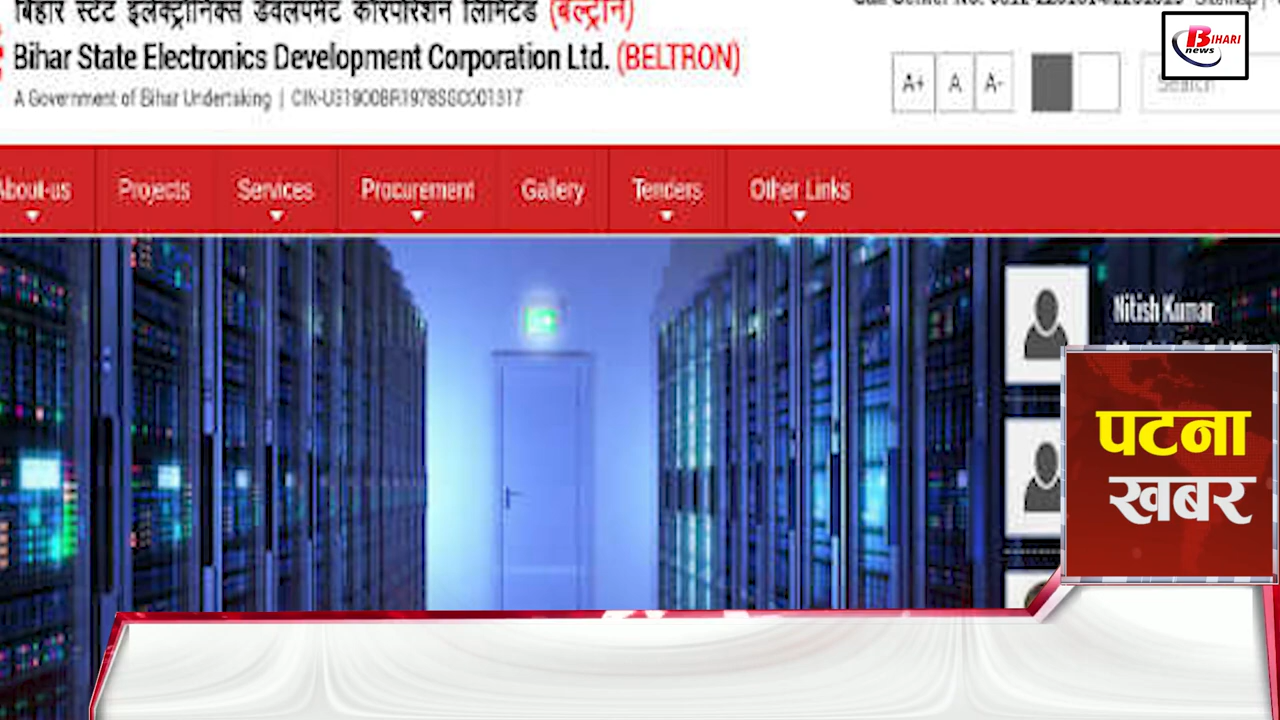 बिहार स्टेट इलेक्ट्रॉनिक्स डेवलपमेंट कॉरपोरेशन लिमिटेड (बेल्ट्रॉन)
Bihar State Electronics Development Corporation Ltd. (BELTRON)
A Government of Bihar Undertaking |
BIHARI
news
A+ A A-
Search
About-us Projects Services Procurement Gallery Tenders Other Links
Nitish Kumar
पटना
खबर